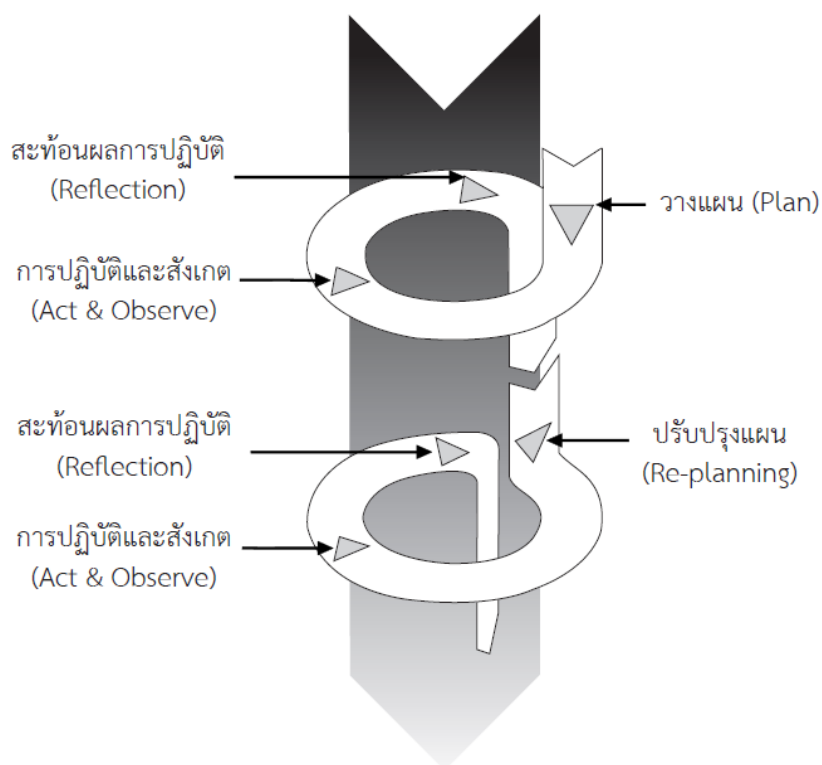 สะท้อนผลการปฏิบัติ
(Reflection)
วางแผน (Plan)
การปฏิบัติและสังเกต
(Act & Observe)
สะท้อนผลการปฏิบัติ
(Reflection)
ปรับปรุงแผน
(Re-planning)
การปฏิบัติและสังเกต
(Act & Observe)